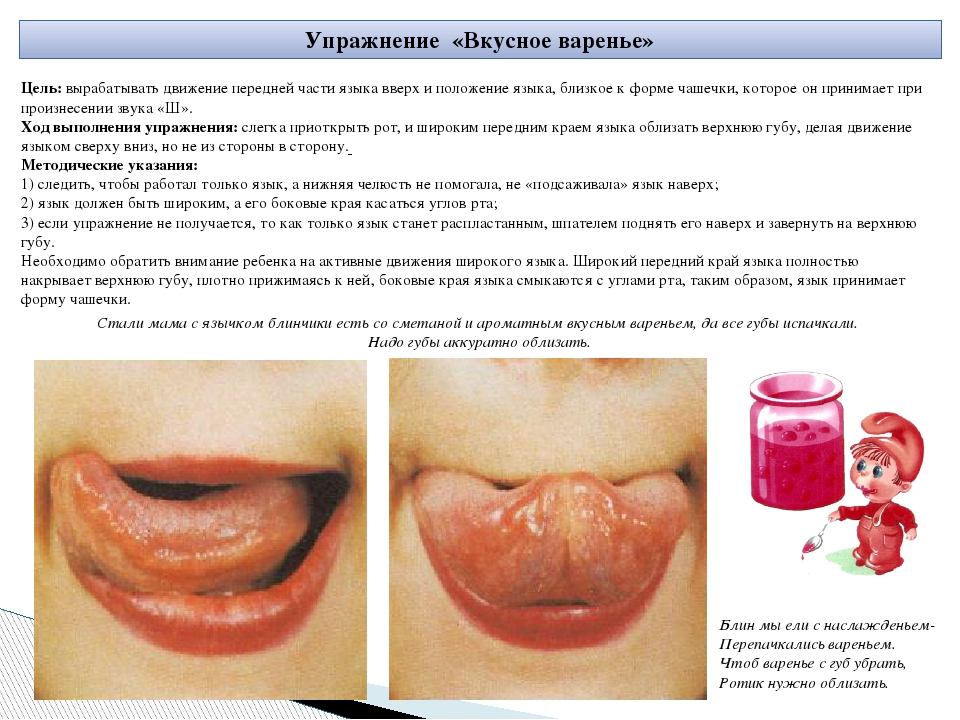 Упражнение «Вкусное варенье»
Цель: вырабатывать движение передней части языка вверх и положение языка, близкое к форме чашечки, которое он принимает при
произнесении звука «Ш».
Ход выполнения упражнения: слегка приоткрыть рот, и широким передним краем языка облизать верхнюю губу, делая движение
языком сверху вниз, но не из стороны в сторону.
Методические указания:
1) следить, чтобы работал только язык, а нижняя челюсть не помогала, не «подсаживала» язык наверх;
2) язык должен быть широким, а его боковые края касаться углов рта;
3) если упражнение не получается, то как только язык станет распластанным, шпателем поднять его наверх и завернуть на верхнюю
губу.
Необходимо обратить внимание ребенка на активные движения широкого языка. Широкий передний край языка полностью
накрывает верхнюю губу, плотно прижимаясь к ней, боковые края языка смыкаются с углами рта, таким образом, язык принимает
форму чашечки.
Стали мама с язычком блинчики есть со сметаной и ароматным вкусным вареньем, да все губы испачкали.
Надо губы аккуратно облизать.
Блин мы ели с наслажденьем-
Перепачкались вареньем.
Чтоб варенье с губ убрать,
Ротик нужно облизать.